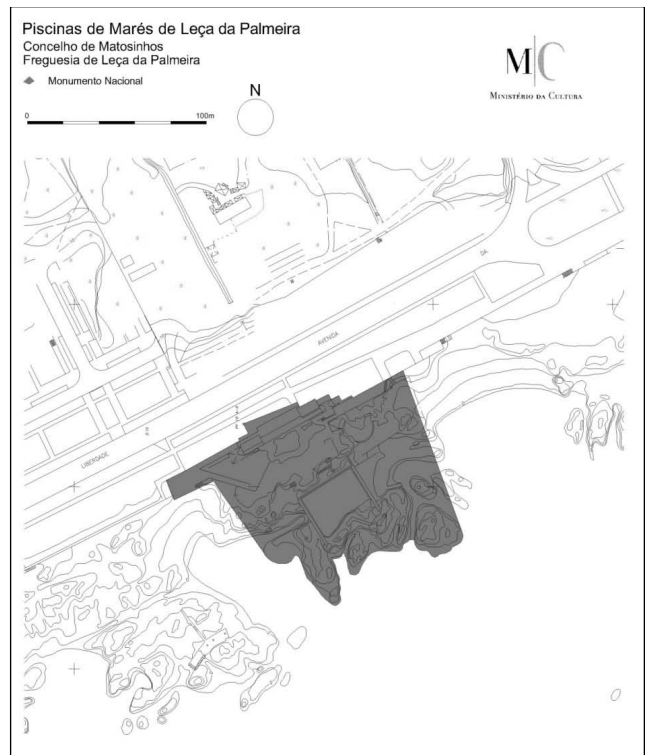 Piscinas de Marés de Leça da Palmeira
Concelho de Matosinhos
Freguesia de Leça da Palmeira
Monumento Nacional
0 100m
N
M|C
MINISTÉRIO DA CULTURA
DA
AVENIDA
LIBERDADE